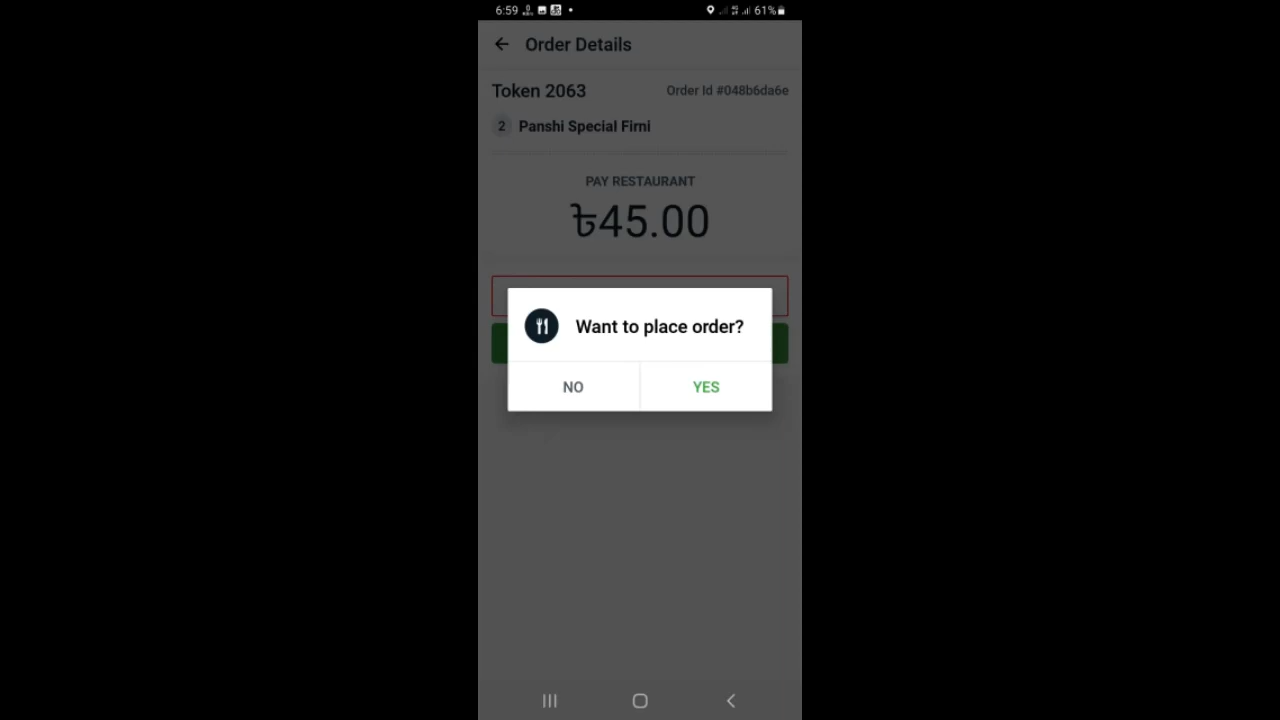 6:59 61%
Order Details
Token 2063 Order Id #048b6da6e
2 Panshi Special Firni
PAY RESTAURANT
৳45.00
Want to place order?
NO YES